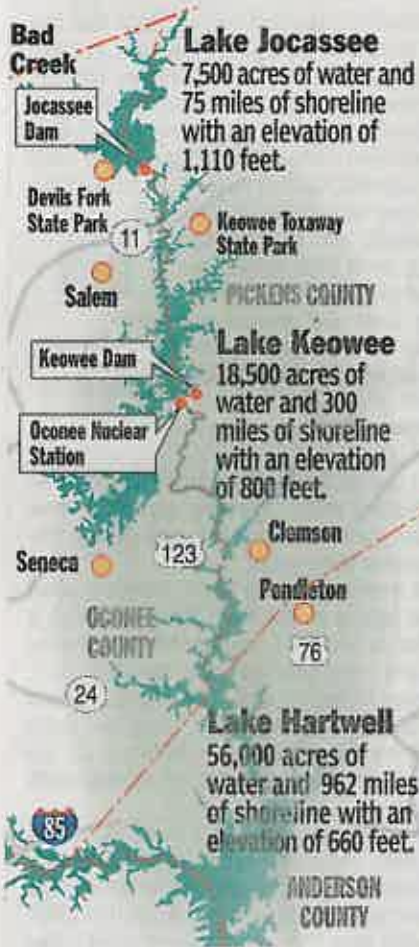 Bad
Creek
Lake Jocassee
7,500 acres of water and
75 miles of shoreline
with an elevation of
1,110 feet.
Jocassee
Dam
Devils Fork
State Park
11
Keowee Toxaway
State Park
Salem
PICKENS COUNTY
Keowee Dam
Lake Keowee
18,500 acres of
water and 300
miles of shoreline
with an elevation
of 800 feet.
Oconee Nuclear
Station
Seneca
123
Clemson
Pendleton
OCONEE
COUNTY
76
24
Lake Hartwell
56,000 acres of
water and 962 miles
of shoreline with an
elevation of 660 feet.
85
ANDERSON
COUNTY